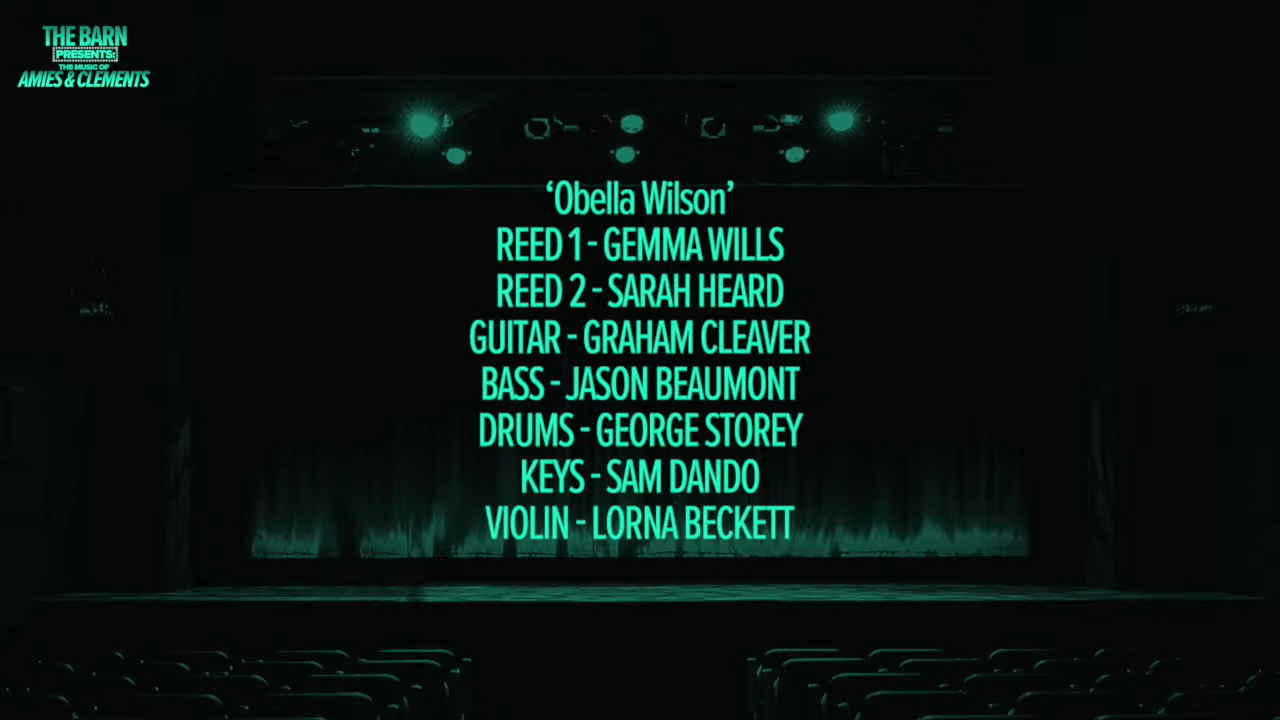 THE BARN
PRESENTS:
THE MUSIC OF
AMIES & CLEMENTS
‘Obella Wilson’
REED 1 - GEMMA WILLS
REED 2 - SARAH HEARD
GUITAR - GRAHAM CLEAVER
BASS - JASON BEAUMONT
DRUMS - GEORGE STOREY
KEYS - SAM DANDO
VIOLIN - LORNA BECKETT